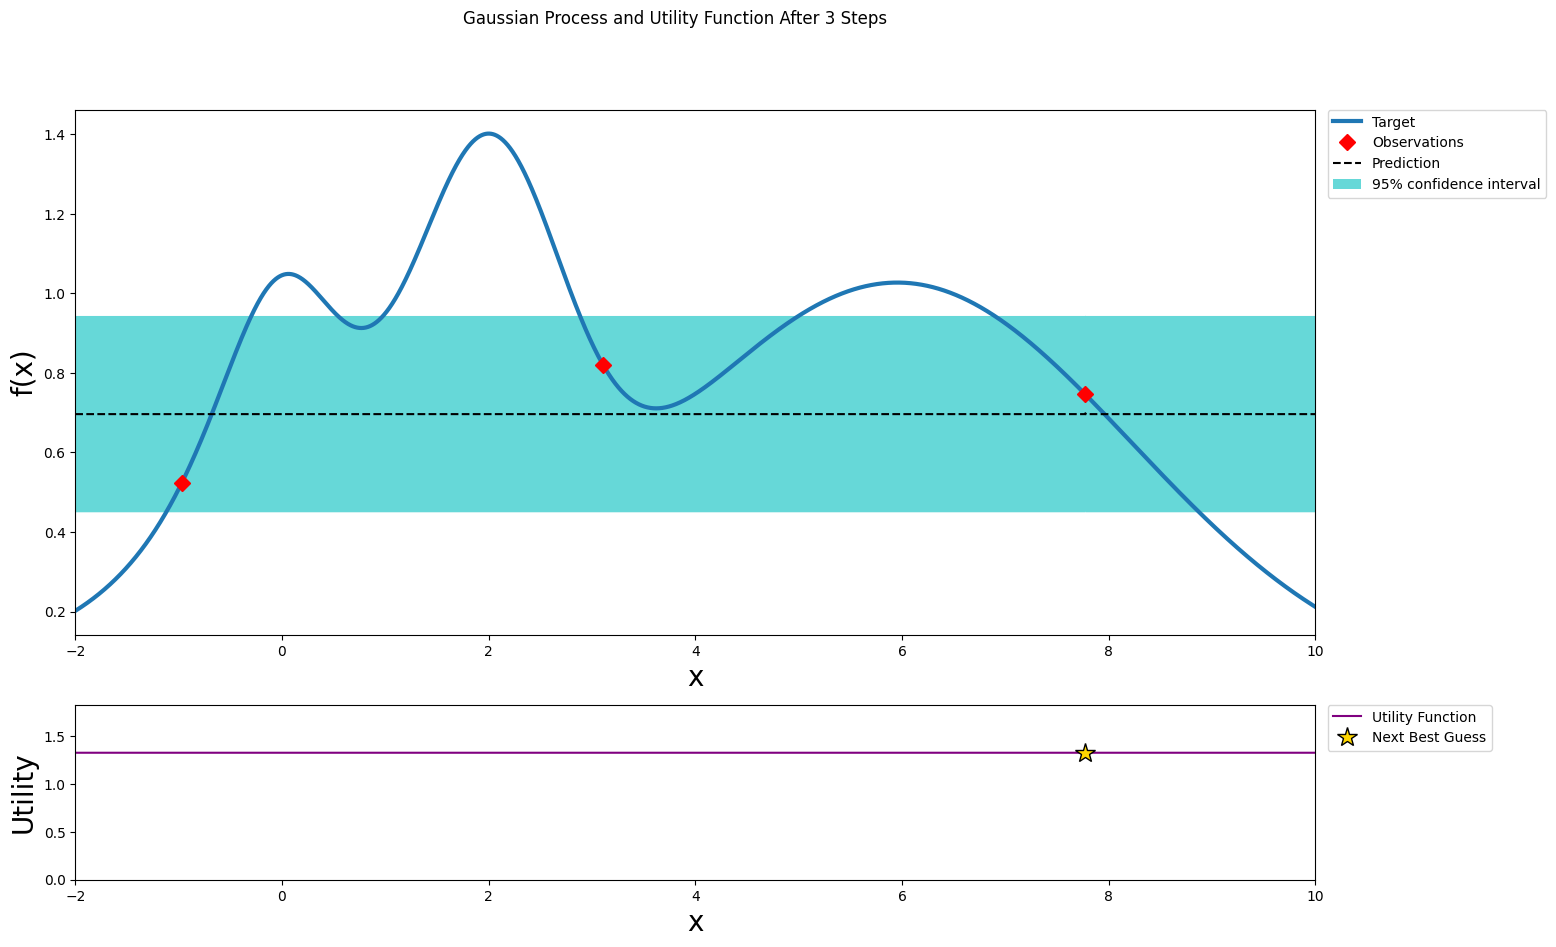 Gaussian Process and Utility Function After 3 Steps
1.4
1.2
1.0
0.8
0.6
0.4
0.2
f(x)
−2
0
2
4
6
8
10
x
Target
Observations
Prediction
95% confidence interval
1.5
1.0
0.5
0.0
Utility
−2
0
2
4
6
8
10
x
Utility Function
Next Best Guess